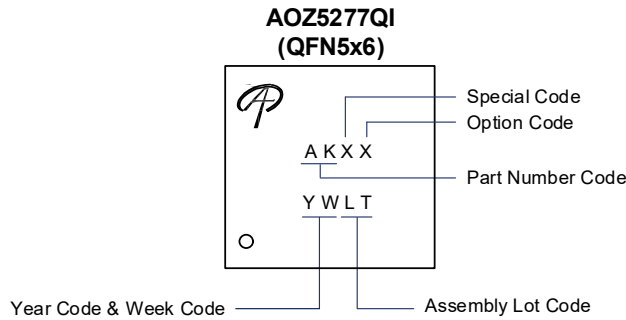 AOZ5277QI
(QFN5x6)
Special Code
Option Code
A K X X
Part Number Code
Y W L T
Year Code & Week Code
Assembly Lot Code